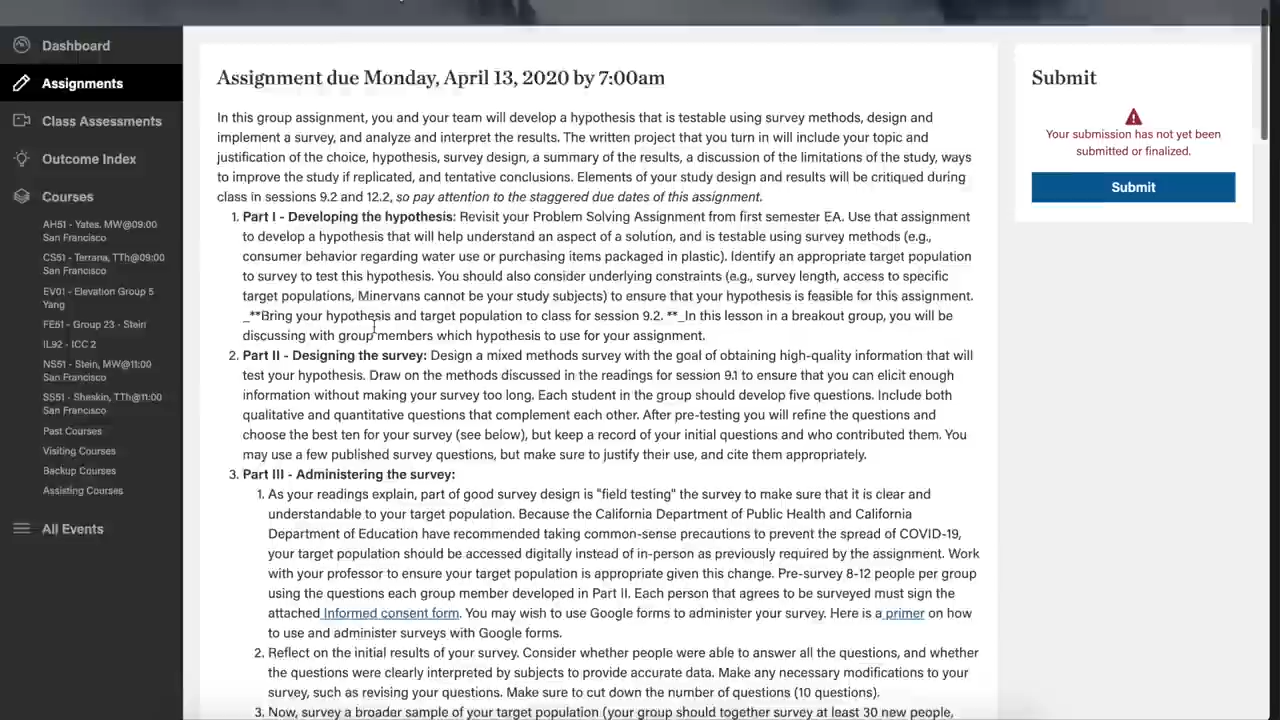 Dashboard
Assignments
Class Assessments
Outcome Index
Courses
AH51 - Yates, MW@09:00
San Francisco
CS51 - Terrana, TTh@09:00
San Francisco
EV01 - Elevation Group 5
Yang
FE51 - Group 23 - Stein
IL92 - ICC 2
NS51 - Stein, MW@11:00
San Francisco
SS51 - Sheskin, TTh@11:00
San Francisco
Past Courses
Visiting Courses
Backup Courses
Assisting Courses
All Events
Assignment due Monday, April 13, 2020 by 7:00am
In this group assignment, you and your team will develop a hypothesis that is testable using survey methods, design and
implement a survey, and analyze and interpret the results. The written project that you turn in will include your topic and
justification of the choice, hypothesis, survey design, a summary of the results, a discussion of the limitations of the study, ways
to improve the study if replicated, and tentative conclusions. Elements of your study design and results will be critiqued during
class in sessions 9.2 and 12.2, so pay attention to the staggered due dates of this assignment.
1. Part I - Developing the hypothesis: Revisit your Problem Solving Assignment from first semester EA. Use that assignment
to develop a hypothesis that will help understand an aspect of a solution, and is testable using survey methods (e.g.,
consumer behavior regarding water use or purchasing items packaged in plastic). Identify an appropriate target population
to survey to test this hypothesis. You should also consider underlying constraints (e.g., survey length, access to specific
target populations, Minervans cannot be your study subjects) to ensure that your hypothesis is feasible for this assignment.
_**Bring your hypothesis and target population to class for session 9.2. **_In this lesson in a breakout group, you will be
discussing with group members which hypothesis to use for your assignment.
2. Part II - Designing the survey: Design a mixed methods survey with the goal of obtaining high-quality information that will
test your hypothesis. Draw on the methods discussed in the readings for session 9.1 to ensure that you can elicit enough
information without making your survey too long. Each student in the group should develop five questions. Include both
qualitative and quantitative questions that complement each other. After pre-testing you will refine the questions and
choose the best ten for your survey (see below), but keep a record of your initial questions and who contributed them. You
may use a few published survey questions, but make sure to justify their use, and cite them appropriately.
3. Part III - Administering the survey:
1. As your readings explain, part of good survey design is "field testing" the survey to make sure that it is clear and
understandable to your target population. Because the California Department of Public Health and California
Department of Education have recommended taking common-sense precautions to prevent the spread of COVID-19,
your target population should be accessed digitally instead of in-person as previously required by the assignment. Work
with your professor to ensure your target population is appropriate given this change. Pre-survey 8-12 people per group
using the questions each group member developed in Part II. Each person that agrees to be surveyed must sign the
attached Informed consent form. You may wish to use Google forms to administer your survey. Here is a primer on how
to use and administer surveys with Google forms.
2. Reflect on the initial results of your survey. Consider whether people were able to answer all the questions, and whether
the questions were clearly interpreted by subjects to provide accurate data. Make any necessary modifications to your
survey, such as revising your questions. Make sure to cut down the number of questions (10 questions).
3. Now, survey a broader sample of your target population (your group should together survey at least 30 new people,
Submit
Your submission has not yet been
submitted or finalized.
Submit